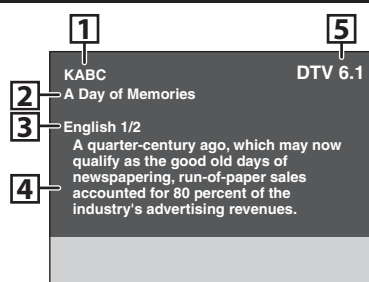 1
5
KABC
DTV 6.1
2
A Day of Memories
3
English 1/2
A quarter-century ago, which may now
qualify as the good old days of
newspapering, run-of-paper sales
4
accounted for 80 percent of the
industry's advertising revenues.